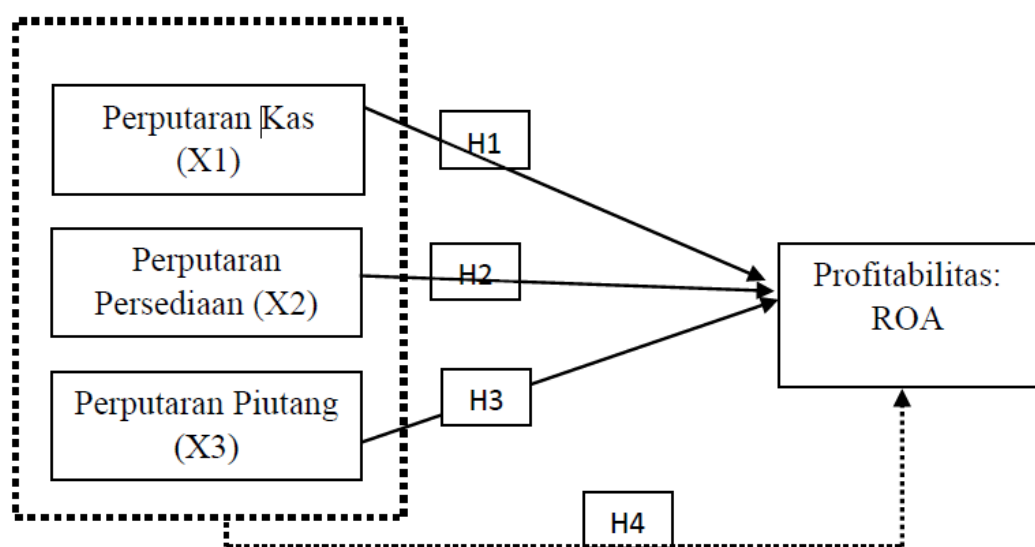 Perputaran Kas
(X1)
H1
Perputaran
Persediaan (X2)
H2
Profitabilitas:
ROA
Perputaran Piutang
(X3)
H3
H4